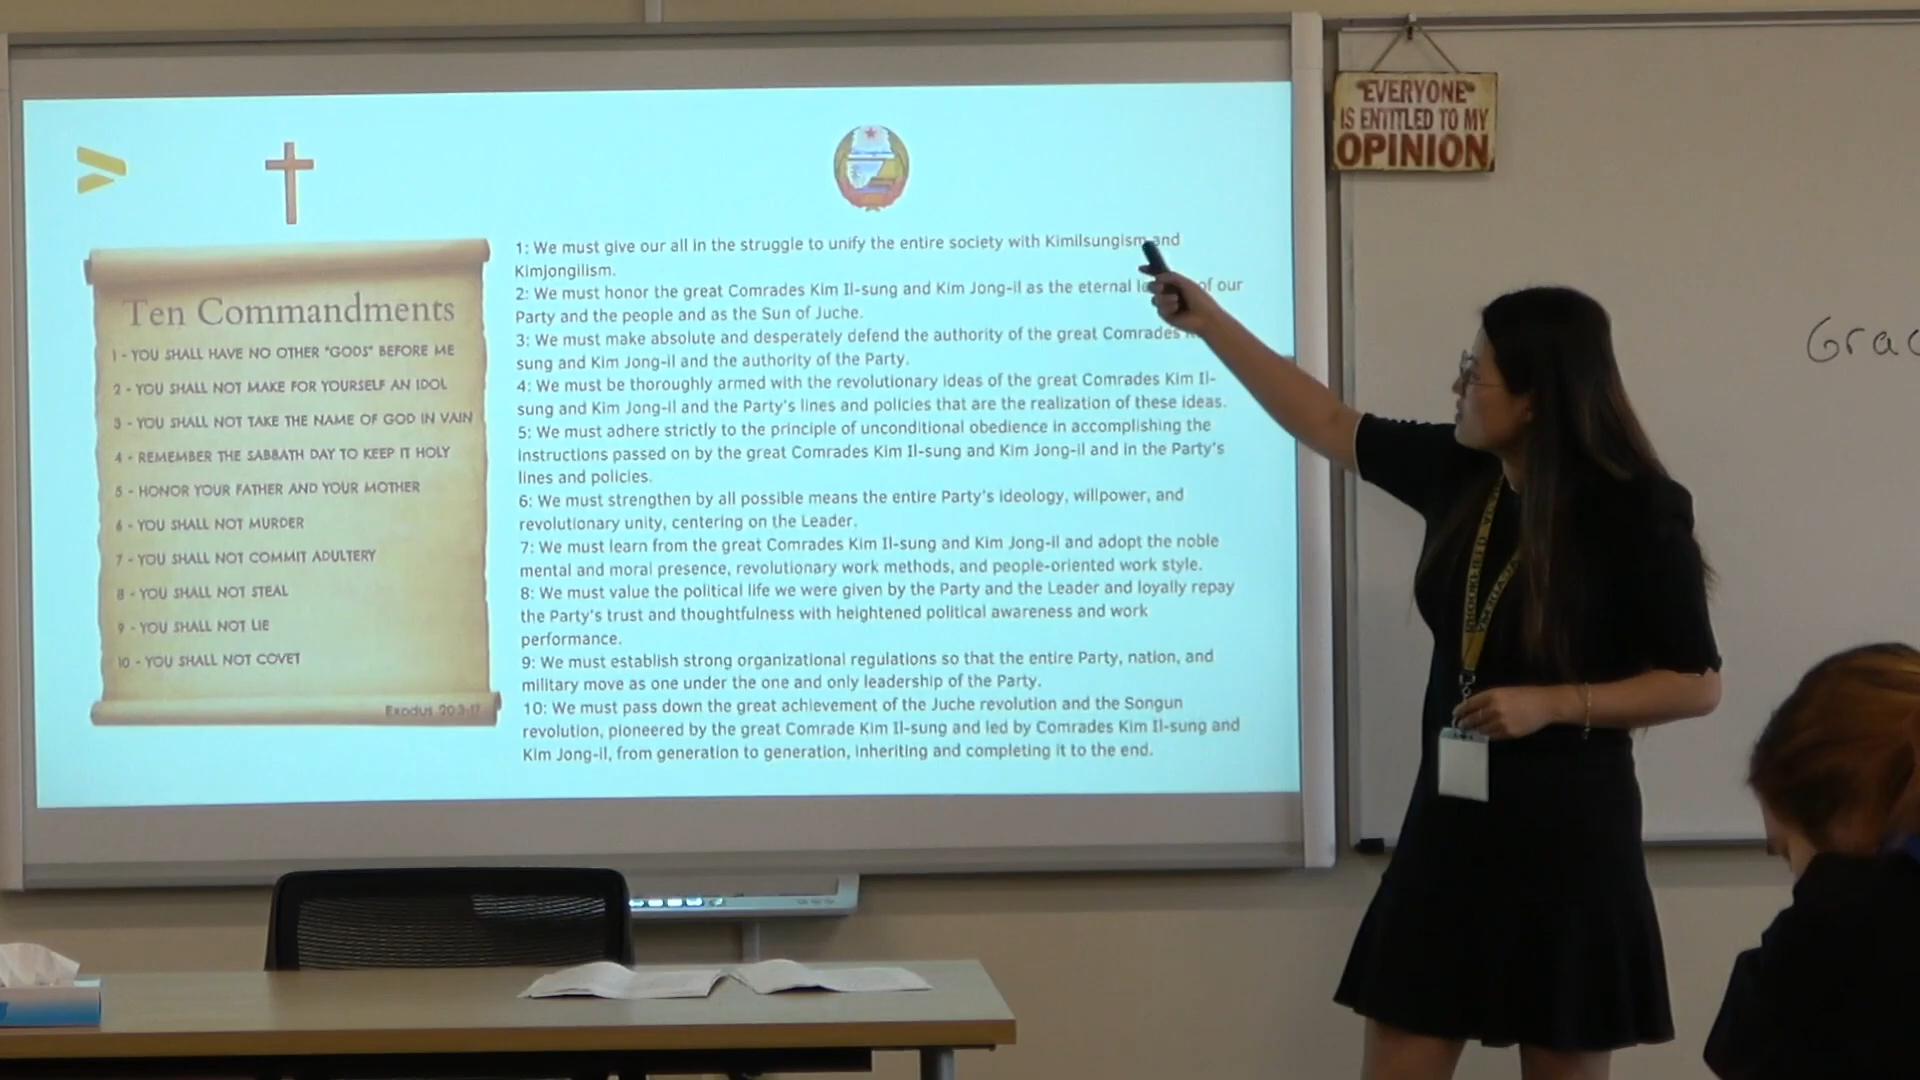 "EVERYONE"
IS ENTITLED TO MY
OPINION
Ten Commandments
1 - YOU SHALL HAVE NO OTHER "GODS" BEFORE ME
2 - YOU SHALL NOT MAKE FOR YOURSELF AN IDOL
3 - YOU SHALL NOT TAKE THE NAME OF GOD IN VAIN
4 - REMEMBER THE SABBATH DAY TO KEEP IT HOLY
5 - HONOR YOUR FATHER AND YOUR MOTHER
6 - YOU SHALL NOT MURDER
7 - YOU SHALL NOT COMMIT ADULTERY
8 - YOU SHALL NOT STEAL
9 - YOU SHALL NOT LIE
10 - YOU SHALL NOT COVET
Exodus 20:3-17
1: We must give our all in the struggle to unify the entire society with Kimilsungism and
Kimjongilism.
2: We must honor the great Comrades Kim Il-sung and Kim Jong-il as the eternal of our
Party and the people and as the Sun of Juche.
3: We must make absolute and desperately defend the authority of the great Comrades
sung and Kim Jong-il and the authority of the Party.
4: We must be thoroughly armed with the revolutionary ideas of the great Comrades Kim Il-
sung and Kim Jong-il and the Party's lines and policies that are the realization of these ideas.
5: We must adhere strictly to the principle of unconditional obedience in accomplishing the
instructions passed on by the great Comrades Kim Il-sung and Kim Jong-il and in the Party's
lines and policies.
6: We must strengthen by all possible means the entire Party's ideology, willpower, and
revolutionary unity, centering on the Leader.
7: We must learn from the great Comrades Kim Il-sung and Kim Jong-il and adopt the noble
mental and moral presence, revolutionary work methods, and people-oriented work style.
8: We must value the political life we were given by the Party and the Leader and loyally repay
the Party's trust and thoughtfulness with heightened political awareness and work
performance.
9: We must establish strong organizational regulations so that the entire Party, nation, and
military move as one under the one and only leadership of the Party.
10: We must pass down the great achievement of the Juche revolution and the Songun
revolution, pioneered by the great Comrade Kim Il-sung and led by Comrades Kim Il-sung and
Kim Jong-il, from generation to generation, inheriting and completing it to the end.
Grac